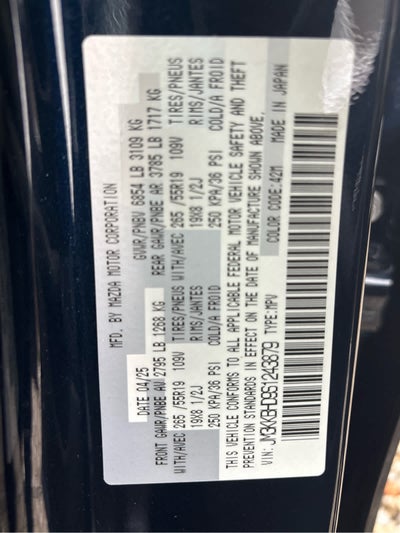 MFD. BY MAZDA MOTOR CORPORATION
DATE 04/25 GVWR/PNBV 6854 LB 3109 KG
FRONT GAWR/PNBE AV 2795 LB 1268 KG REAR GAWR/PNBE AR 3785 LB 1717 KG
WITH/AVEC 265 /55R19 109V TIRES/PNEUS WITH/AVEC 265 /55R19 109V TIRES/PNEUS
19X8 1/2J RIMS/JANTES 19X8 1/2J RIMS/JANTES
250 KPA/36 PSI COLD/A FROID 250 KPA/36 PSI COLD/A FROID
THIS VEHICLE CONFORMS TO ALL APPLICABLE FEDERAL MOTOR VEHICLE SAFETY AND THEFT
PREVENTION STANDARDS IN EFFECT ON THE DATE OF MANUFACTURE SHOWN ABOVE.
VIN: JM3KKBHD9S1243879 TYPE:MPV COLOR CODE:42M MADE IN JAPAN